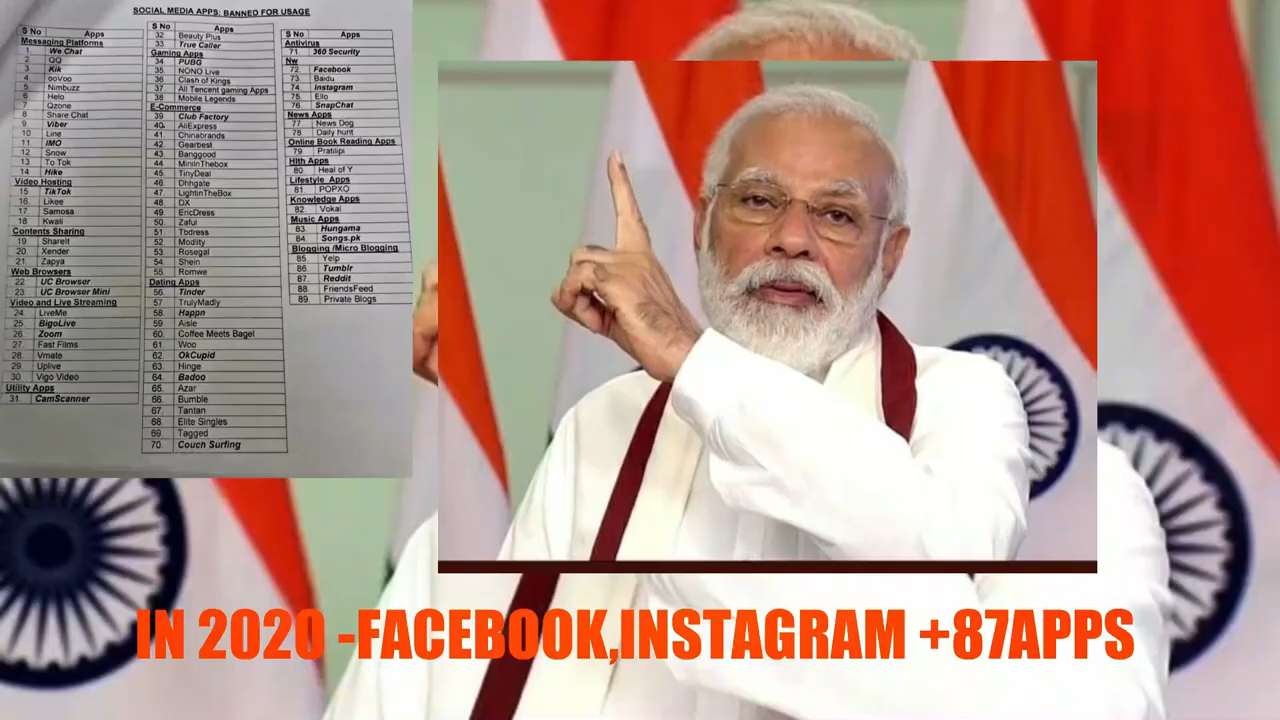 SOCIAL MEDIA APPS: BANNED FOR USAGE
S No Apps
Messaging Platforms
1. We Chat
2 QQ
3 Kik
4. ooVoo
5 Nimbuzz
6 Helo
7 Qzone
8 Share Chat
9 Viber
10 Line
11 IMO
12. Snow
13. To Tok
14 Hike
Video Hosting
15 TikTok
16. Likee
17. Samosa
18 Kwali
Contents Sharing
19. ShareIt
20. Xender
21. Zapya
Web Browsers
22 UC Browser
23 UC Browser Mini
Video and Live Streaming
24 LiveMe
25. BigoLive
26. Zoom
27. Fast Films
28. Vmate
29. Uplive
30. Vigo Video
Utility Apps
31. CamScanner
S No Apps
32 Beauty Plus
33 True Caller
Gaming Apps
34 PUBG
35. NONO Live
36. Clash of Kings
37. All Tencent gaming Apps
38 Mobile Legends
E-Commerce
39 Club Factory
40. AliExpress
41. Chinabrands
42. Gearbest
43. Banggood
44. MiniInThebox
45. TinyDeal
46. Dhhgate
47. LightinTheBox
48. DX
49. EricDress
50. Zaful
51. Tbdress
52. Modlity
53. Rosegal
54. Shein
55. Romwe
Dating Apps
56. Tinder
57 TrulyMadly
58. Happn
59 Aisle
60. Coffee Meets Bagel
61. Woo
62. OkCupid
63. Hinge
64. Badoo
65. Azar
66. Bumble
67. Tantan
68. Elite Singles
69. Tagged
70. Couch Surfing
S No Apps
Antivirus
71. 360 Security
Nw
72. Facebook
73. Baidu
74. Instagram
75. Ello
76. SnapChat
News Apps
77 News Dog
78. Daily hunt
Online Book Reading Apps
79 Pratilipi
Hlth Apps
80. Heal of Y
Lifestyle Apps
81. POPXO
Knowledge Apps
82. Vokal
Music Apps
83. Hungama
84 Songs.pk
Blogging /Micro Blogging
85. Yelp
86. Tumblr
87. Reddit
88. FriendsFeed
89. Private Blogs
IN 2020 -FACEBOOK,INSTAGRAM +87APPS